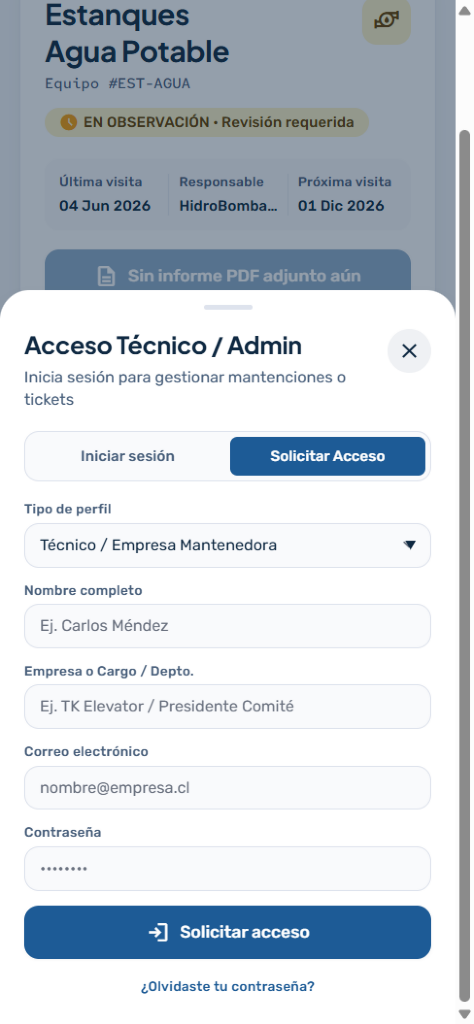 Estanques
Agua Potable
Equipo #EST-AGUA
EN OBSERVACIÓN • Revisión requerida
Última visita
04 Jun 2026
Responsable
HidroBomba...
Próxima visita
01 Dic 2026
Sin informe PDF adjunto aún
Acceso Técnico / Admin
Inicia sesión para gestionar mantenciones o
tickets
Iniciar sesión
Solicitar Acceso
Tipo de perfil
Técnico / Empresa Mantenedora
Nombre completo
Ej. Carlos Méndez
Empresa o Cargo / Depto.
Ej. TK Elevator / Presidente Comité
Correo electrónico
nombre@empresa.cl
Contraseña
••••••••
Solicitar acceso
¿Olvidaste tu contraseña?